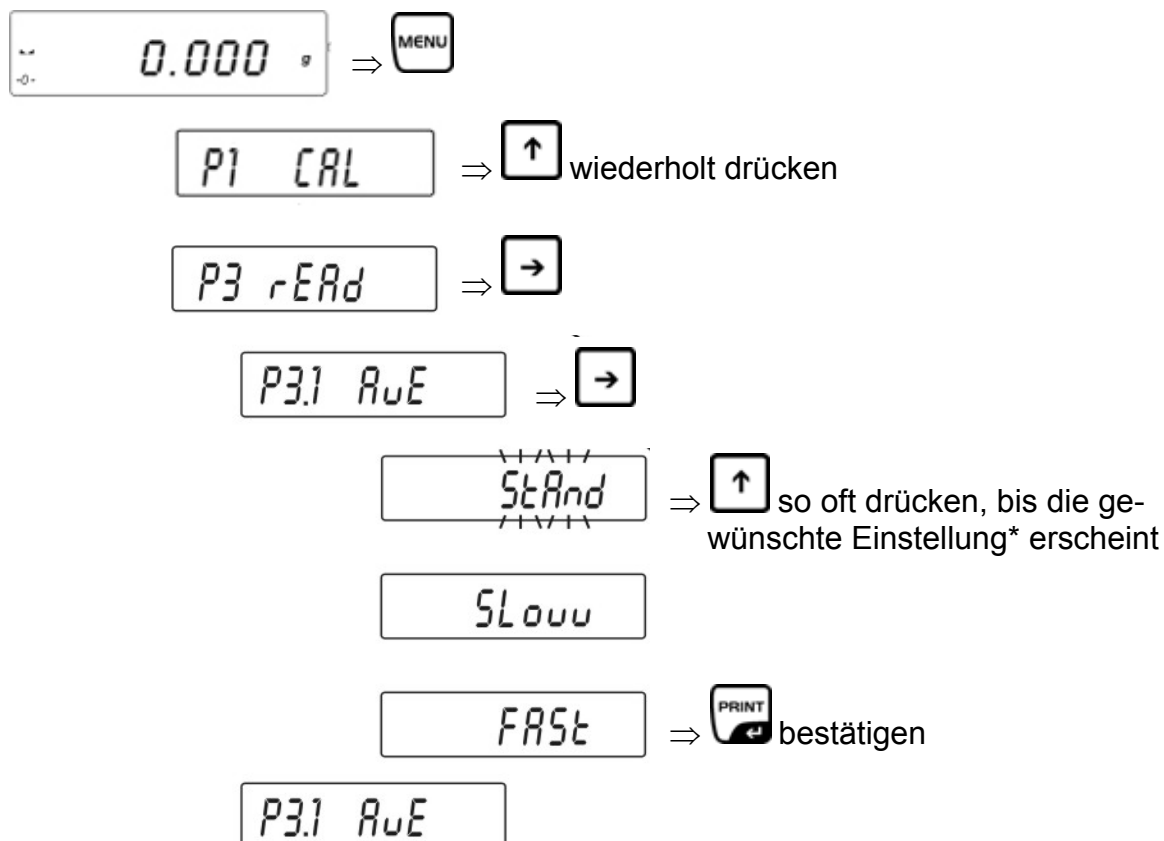 0.000 g ⇒ MENU
-0-
P1 CAL ⇒ ↑ wiederholt drücken
P3 rEAd ⇒ →
P3.1 AvE ⇒ →
StAnd ⇒ ↑ so oft drücken, bis die ge-
wünschte Einstellung* erscheint
SLouu
FASt ⇒ PRINT ↵ bestätigen
P3.1 AvE